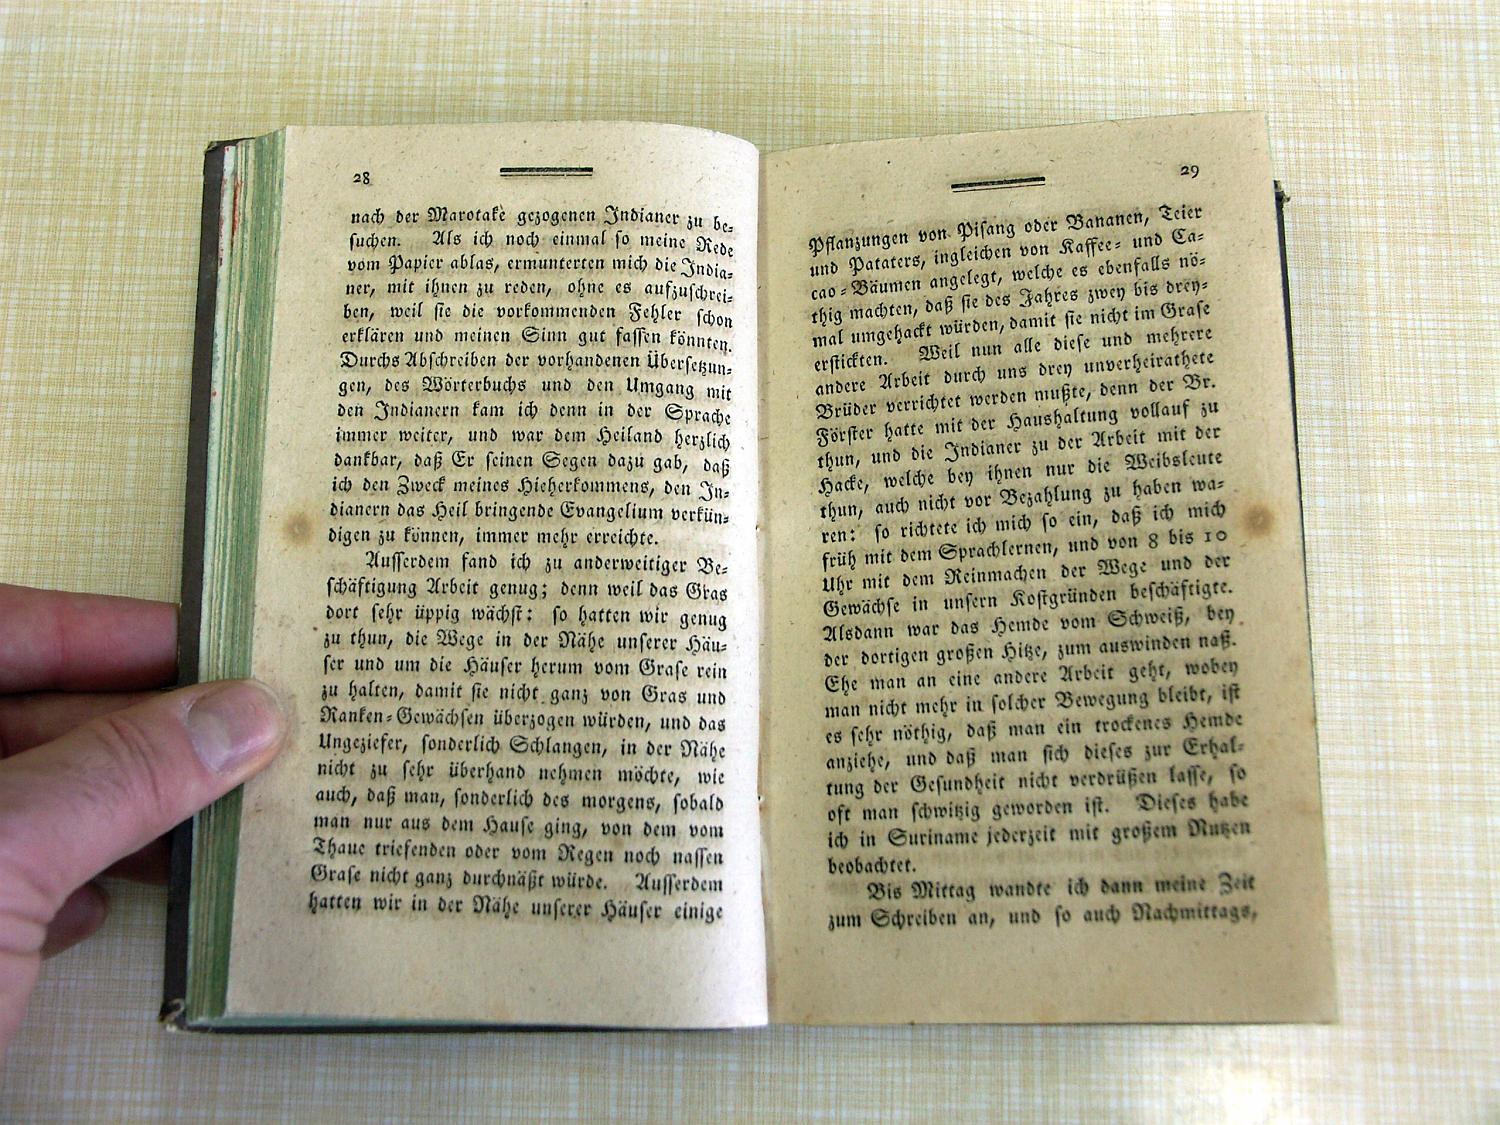 28
nach der Marotake gezogenen Indianer zu be=
suchen. Als ich noch einmal so meine Rede
vom Papier ablas, ermunterten mich die India=
ner, mit ihnen zu reden, ohne es aufzuschrei=
ben, weil sie die vorkommenden Fehler schon
erklären und meinen Sinn gut fassen könnten.
Durchs Abschreiben der vorhandenen Übersetzun=
gen, des Wörterbuchs und den Umgang mit
den Indianern kam ich denn in der Sprache
immer weiter, und war dem Heiland herzlich
dankbar, daß Er seinen Segen dazu gab, daß
ich den Zweck meines Hieherkommens, den In=
dianern das Heil bringende Evangelium verkün=
digen zu können, immer mehr erreichte.
Ausserdem fand ich zu anderweitiger Be=
schäftigung Arbeit genug; denn weil das Gras
dort sehr üppig wächst: so hatten wir genug
zu thun, die Wege in der Nähe unserer Häu=
ser und um die Häuser herum vom Grase rein
zu halten, damit sie nicht ganz von Gras und
Ranken=Gewächsen überzogen würden, und das
Ungeziefer, sonderlich Schlangen, in der Nähe
nicht zu sehr überhand nehmen möchte, wie
auch, daß man, sonderlich des morgens, sobald
man nur aus dem Hause ging, von dem vom
Thaue triefenden oder vom Regen noch nassen
Grase nicht ganz durchnäßt würde. Ausserdem
hatten wir in der Nähe unserer Häuser einige
29
Pflanzungen von Pisang oder Bananen, Teier
und Pataters, ingleichen von Kaffee= und Ca=
cao=Bäumen angelegt, welche es ebenfalls nö=
thig machten, daß sie des Jahres zwey bis drey=
mal umgehackt würden, damit sie nicht im Grase
erstickten. Weil nun alle diese und mehrere
andere Arbeit durch uns drey unverheirathete
Brüder verrichtet werden mußte, denn der Br.
Förster hatte mit der Haushaltung vollauf zu
thun, und die Indianer zu der Arbeit mit der
Hacke, welche bey ihnen nur die Weibsleute
thun, auch nicht vor Bezahlung zu haben wa=
ren: so richtete ich mich so ein, daß ich mich
früh mit dem Sprachlernen, und von 8 bis 10
Uhr mit dem Reinmachen der Wege und der
Gewächse in unsern Kostgründen beschäftigte.
Alsdann war das Hemde vom Schweiß, bey
der dortigen großen Hitze, zum auswinden naß.
Ehe man an eine andere Arbeit geht, wobey
man nicht mehr in solcher Bewegung bleibt, ist
es sehr nöthig, daß man ein trockenes Hemde
anziehe, und daß man sich dieses zur Erhal=
tung der Gesundheit nicht verdrüßen lasse, so
oft man schwitzig geworden ist. Dieses habe
ich in Suriname jederzeit mit großem Nutzen
beobachtet.
Bis Mittag wandte ich dann meine Zeit
zum Schreiben an, und so auch Nachmittags,